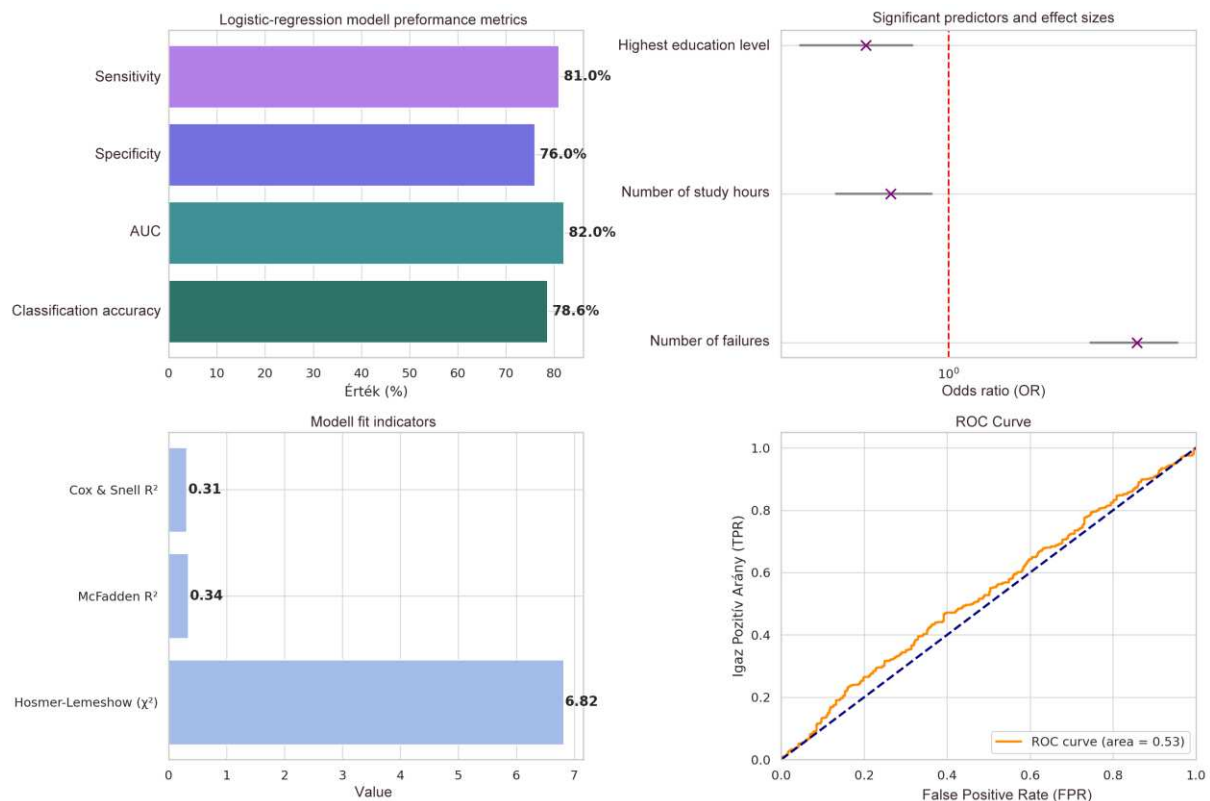 Logistic-regression modell preformance metrics
Sensitivity
81.0%
Specificity
76.0%
AUC
82.0%
Classification accuracy
78.6%
0 10 20 30 40 50 60 70 80
Érték (%)
Significant predictors and effect sizes
Highest education level
Number of study hours
Number of failures
10⁰
Odds ratio (OR)
Modell fit indicators
Cox & Snell R²
0.31
McFadden R²
0.34
Hosmer-Lemeshow (χ²)
6.82
0 1 2 3 4 5 6 7
Value
ROC Curve
Igaz Pozitív Arány (TPR)
1.0
0.8
0.6
0.4
0.2
0.0
ROC curve (area = 0.53)
0.0 0.2 0.4 0.6 0.8 1.0
False Positive Rate (FPR)